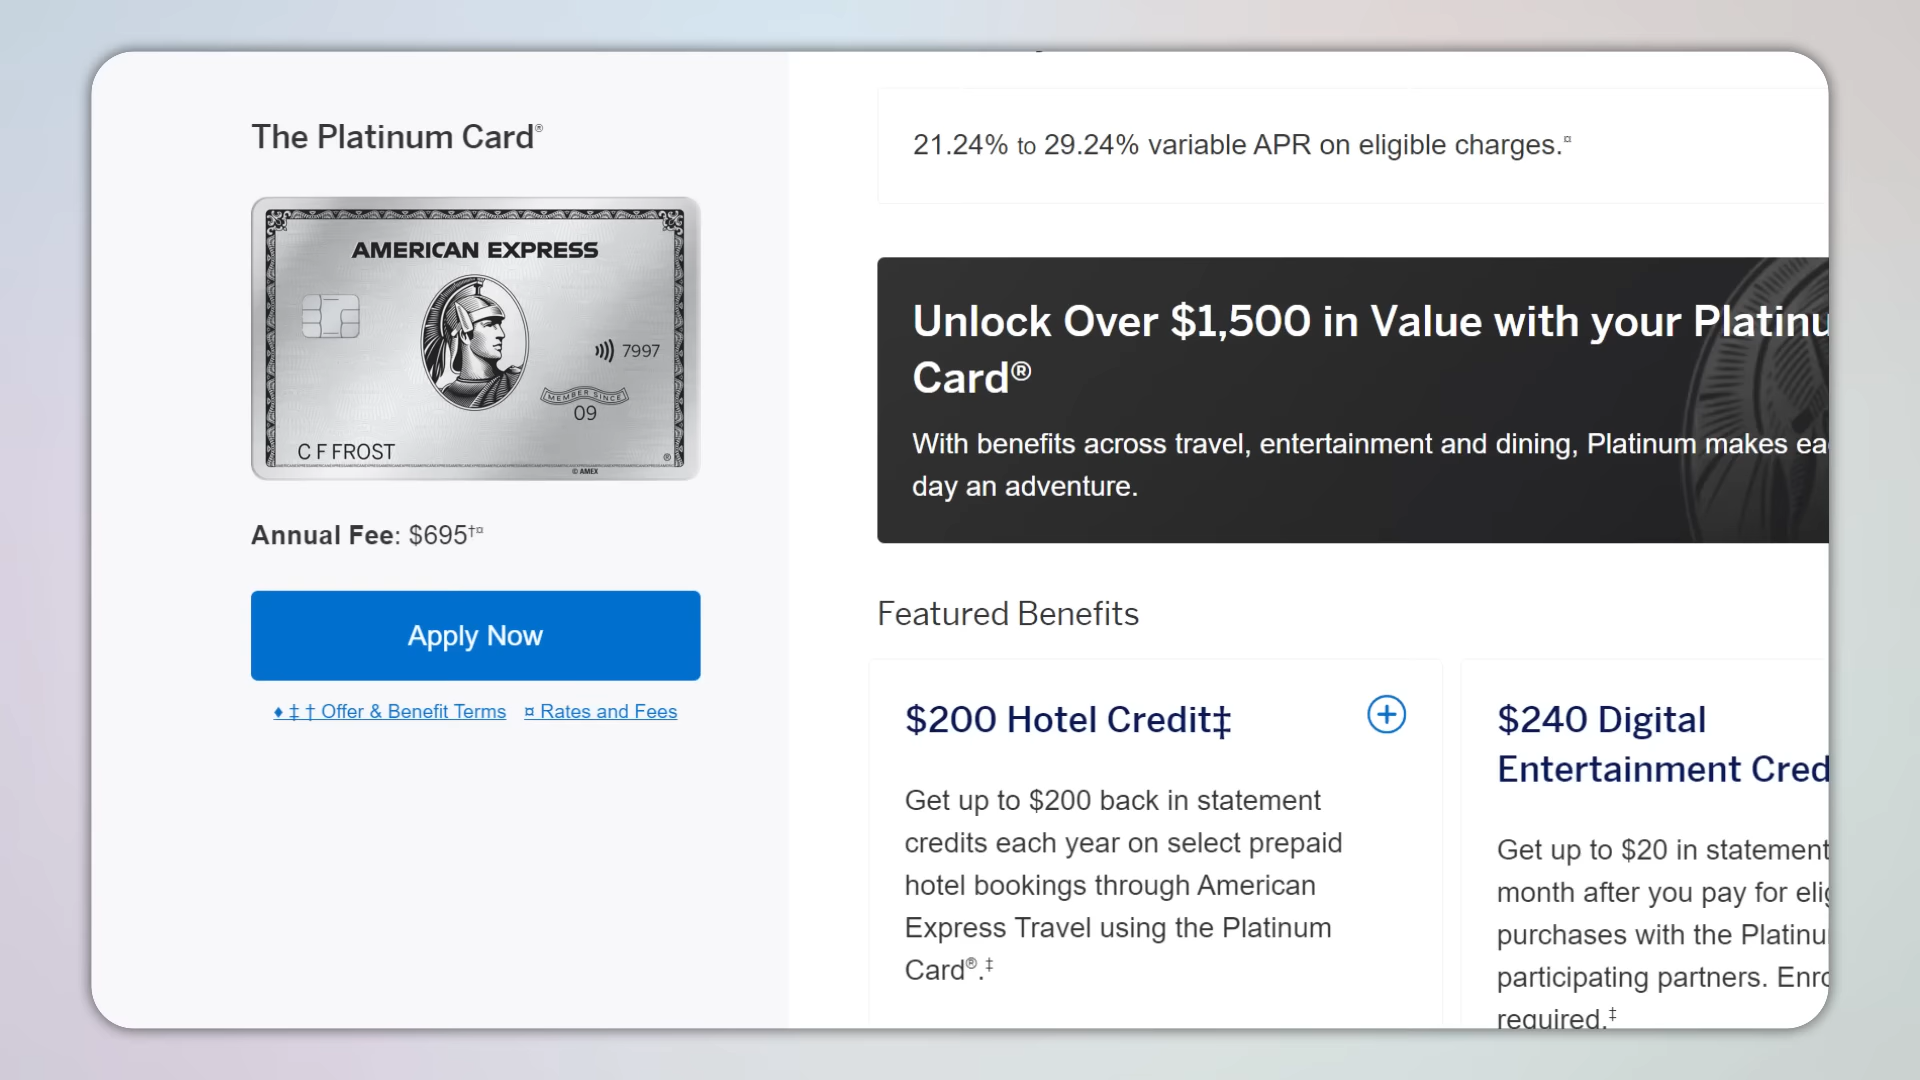 The Platinum Card®
AMERICAN EXPRESS
7997
MEMBER SINCE
09
C F FROST
®
© AMEX
Annual Fee: $695†¤
Apply Now
♦ ‡ † Offer & Benefit Terms ¤ Rates and Fees
21.24% to 29.24% variable APR on eligible charges.¤
Unlock Over $1,500 in Value with your Platinu
Card®
With benefits across travel, entertainment and dining, Platinum makes ea
day an adventure.
Featured Benefits
$200 Hotel Credit‡
Get up to $200 back in statement
credits each year on select prepaid
hotel bookings through American
Express Travel using the Platinum
Card®.‡
$240 Digital
Entertainment Cred
Get up to $20 in statement
month after you pay for elig
purchases with the Platinu
participating partners. Enro
required.‡